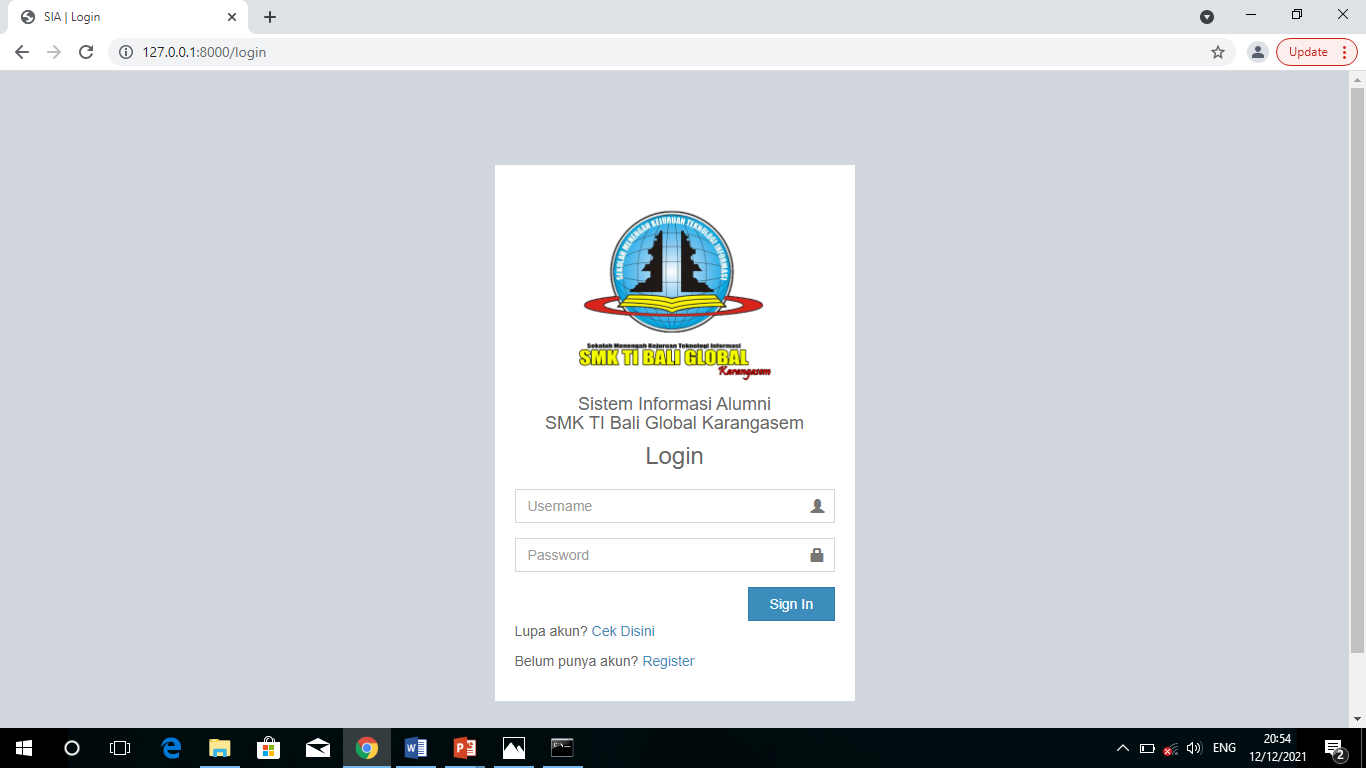 SIA | Login
127.0.0.1:8000/login
Update
SEKOLAH MENENGAH KEJURUAN TEKNOLOGI INFORMASI
Sekolah Menengah Kejuruan Teknologi Informasi
SMK TI BALI GLOBAL
Karangasem
Sistem Informasi Alumni
SMK TI Bali Global Karangasem
Login
Username
Password
Sign In
Lupa akun? Cek Disini
Belum punya akun? Register
ENG
20:54
12/12/2021
2